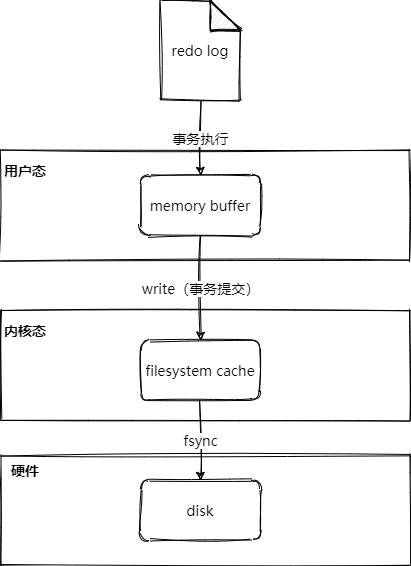 redo log
事务执行
用户态
memory buffer
write（事务提交）
内核态
filesystem cache
fsync
硬件
disk